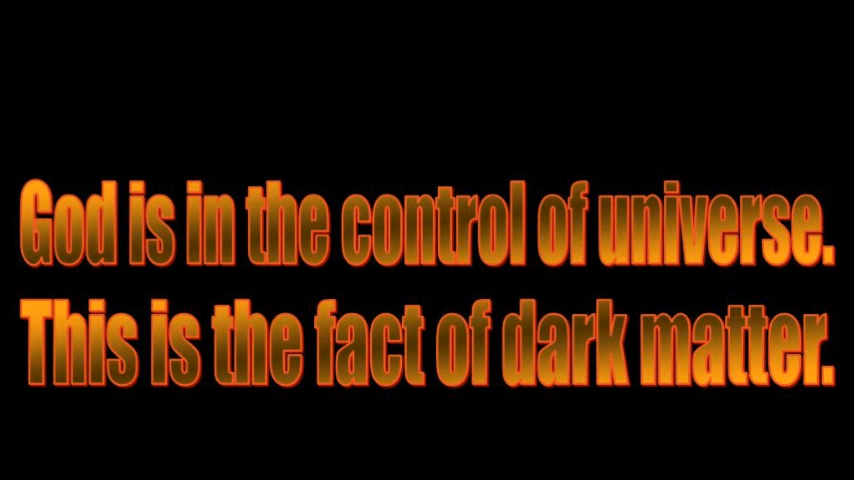 God is in the control of universe.
This is the fact of dark matter.